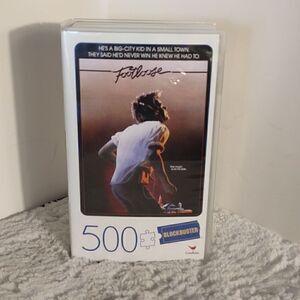 HE'S A BIG-CITY KID IN A SMALL TOWN.
THEY SAID HE'D NEVER WIN. HE KNEW HE HAD TO.
Footloose
500
BLOCKBUSTER